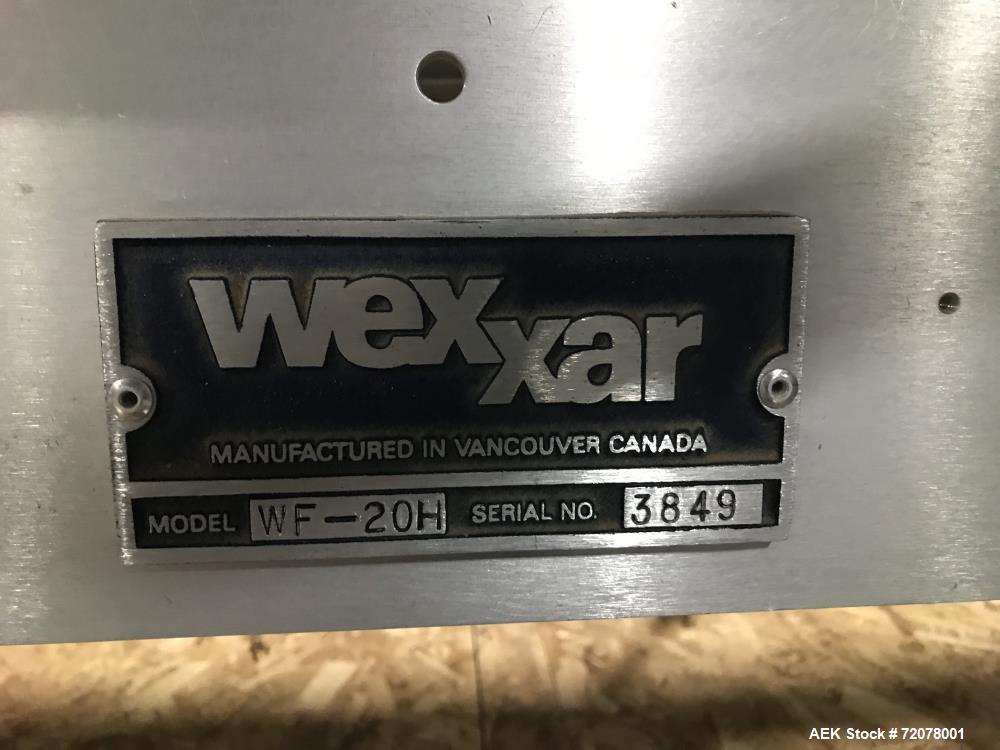 wexxar
MANUFACTURED IN VANCOUVER CANADA
MODEL WF-20H SERIAL NO. 3849
AEK Stock # 72078001